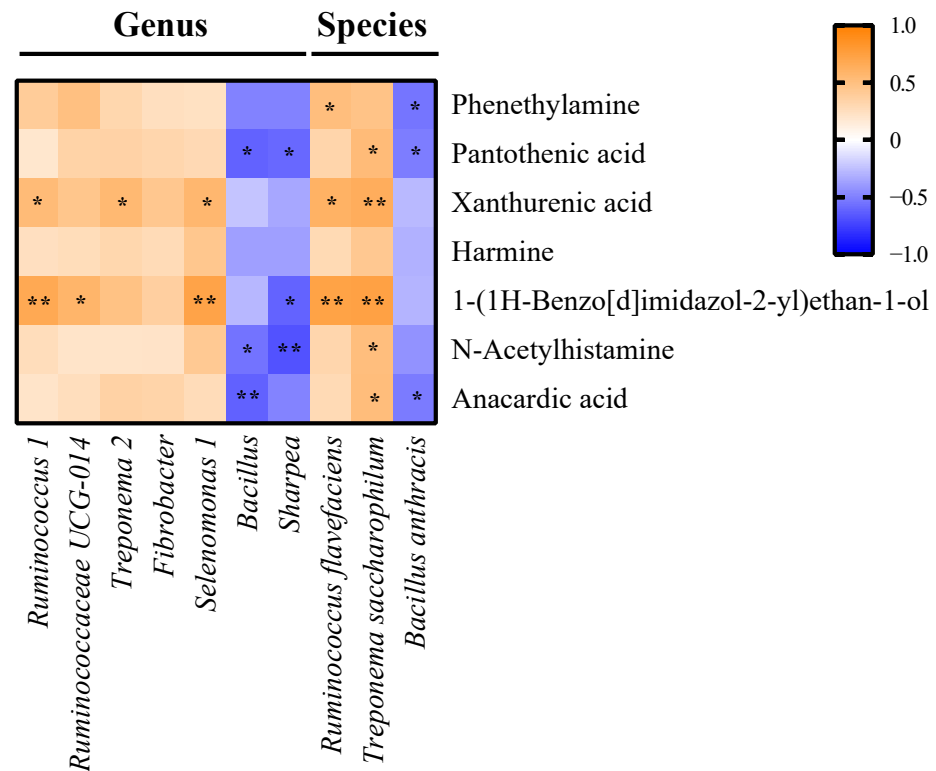 Genus Species
1.0
0.5
0
−0.5
−1.0
* * Phenethylamine
* * * * Pantothenic acid
* * * * ** Xanthurenic acid
Harmine
** * ** * ** ** 1-(1H-Benzo[d]imidazol-2-yl)ethan-1-ol
* ** * N-Acetylhistamine
** * * Anacardic acid
Ruminococcus 1
Ruminococcaceae UCG-014
Treponema 2
Fibrobacter
Selenomonas 1
Bacillus
Sharpea
Ruminoccus flavefaciens
Treponema saccharophilum
Bacillus anthracis